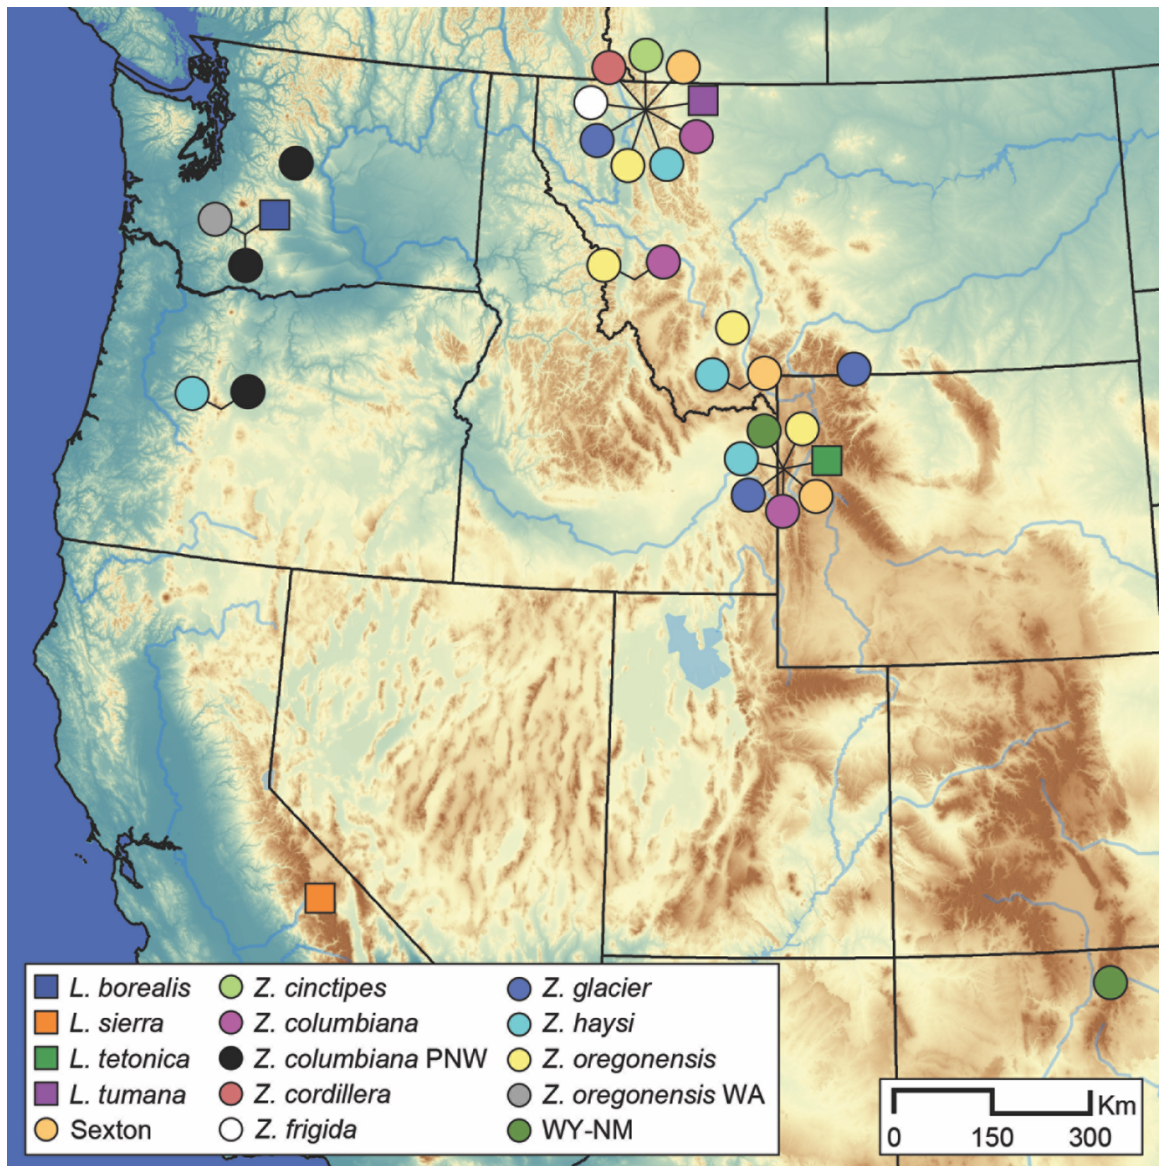 L. borealis Z. cinctipes Z. glacier
L. sierra Z. columbiana Z. haysi
L. tetonica Z. columbiana PNW Z. oregonensis
L. tumana Z. cordillera Z. oregonensis WA
Sexton Z. frigida WY-NM
Km
0 150 300